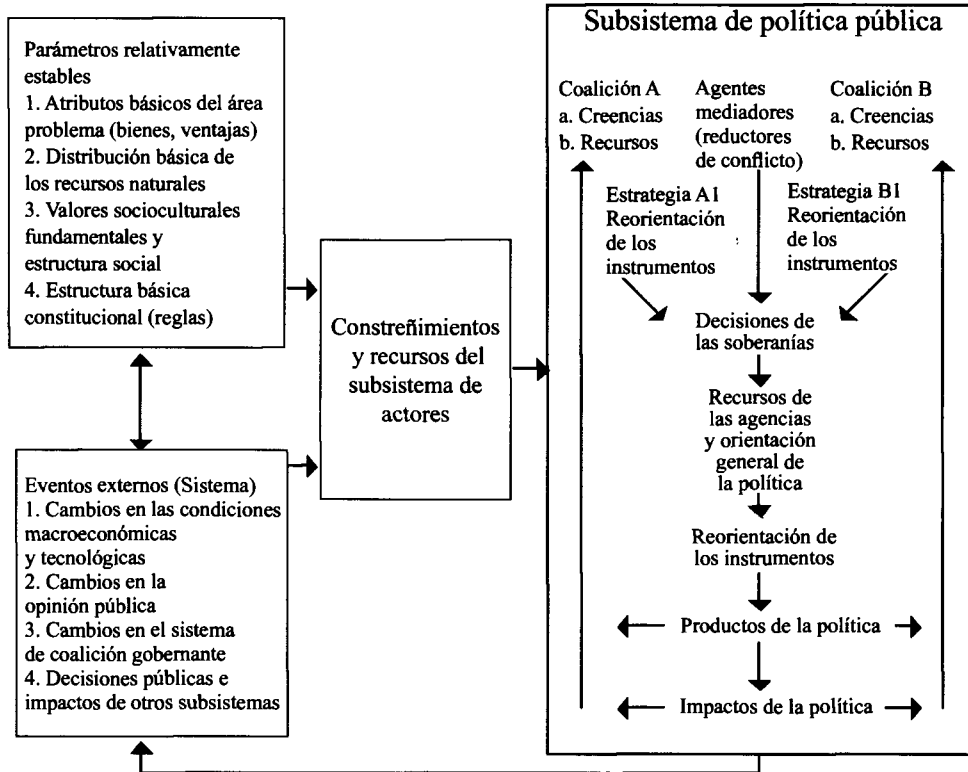 Parámetros relativamente
estables
1. Atributos básicos del área
problema (bienes, ventajas)
2. Distribución básica de
los recursos naturales
3. Valores socioculturales
fundamentales y
estructura social
4. Estructura básica
constitucional (reglas)
Eventos externos (Sistema)
1. Cambios en las condiciones
macroeconómicas
y tecnológicas
2. Cambios en la
opinión pública
3. Cambios en el sistema
de coalición gobernante
4. Decisiones públicas e
impactos de otros subsistemas
Constreñimientos
y recursos del
subsistema de
actores
Subsistema de política pública
Coalición A
a. Creencias
b. Recursos
Agentes
mediadores
(reductores
de conflicto)
Coalición B
a. Creencias
b. Recursos
Estrategia A1
Reorientación
de los
instrumentos
Estrategia B1
Reorientación
de los
instrumentos
Decisiones de
las soberanías
Recursos de
las agencias
y orientación
general de
la política
Reorientación de
los instrumentos
Productos de la política
Impactos de la política